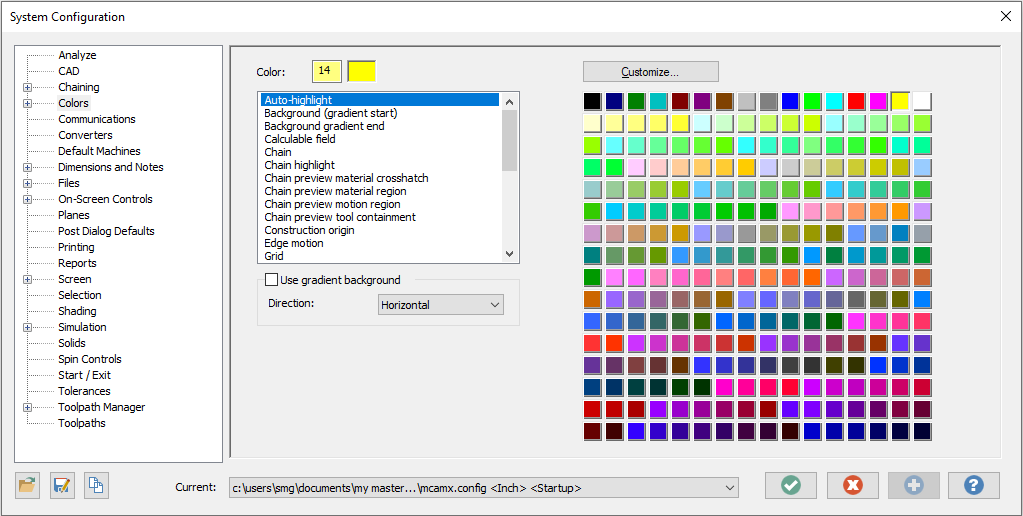 System Configuration
Analyze
CAD
Chaining
Colors
Communications
Converters
Default Machines
Dimensions and Notes
Files
On-Screen Controls
Planes
Post Dialog Defaults
Printing
Reports
Screen
Selection
Shading
Simulation
Solids
Spin Controls
Start / Exit
Tolerances
Toolpath Manager
Toolpaths
Color: 14
Auto-highlight
Background (gradient start)
Background gradient end
Calculable field
Chain
Chain highlight
Chain preview material crosshatch
Chain preview material region
Chain preview motion region
Chain preview tool containment
Construction origin
Edge motion
Grid
Use gradient background
Direction: Horizontal
Customize...
Current: c:\users\smg\documents\my master...\mcamx.config <Inch> <Startup>